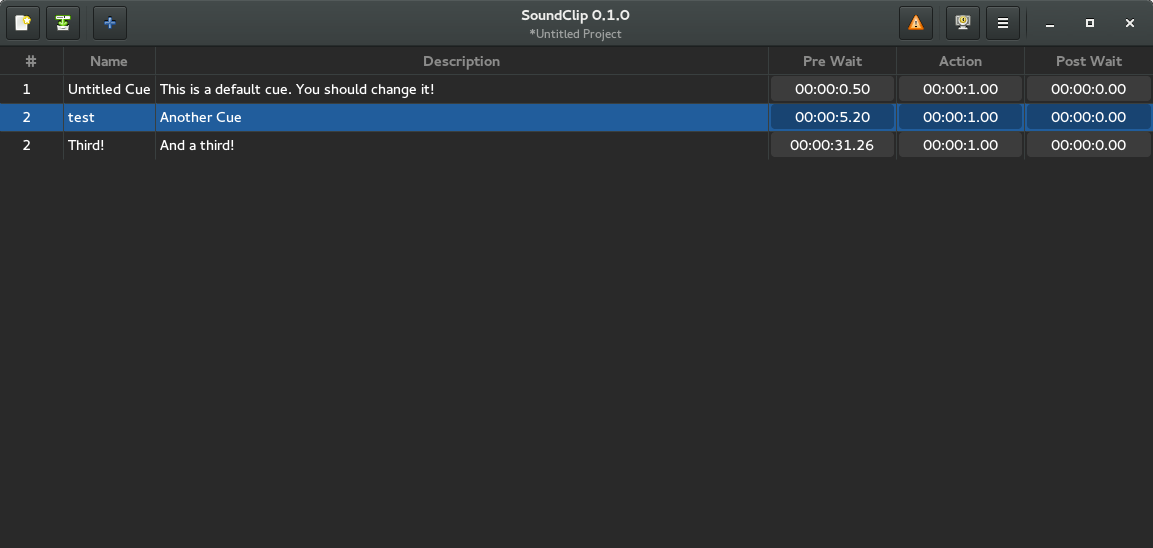 SoundClip 0.1.0
*Untitled Project
# Name Description Pre Wait Action Post Wait
1 Untitled Cue This is a default cue. You should change it! 00:00:0.50 00:00:1.00 00:00:0.00
2 test Another Cue 00:00:5.20 00:00:1.00 00:00:0.00
2 Third! And a third! 00:00:31.26 00:00:1.00 00:00:0.00